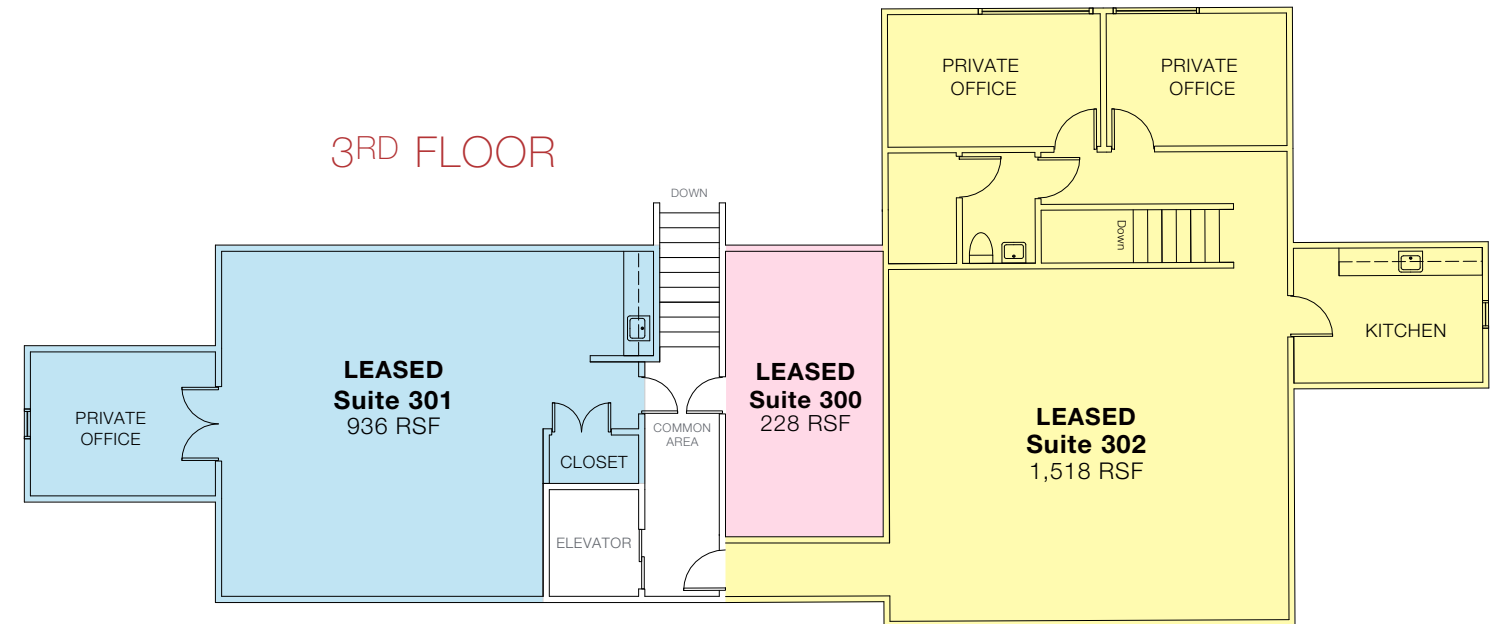 3RD FLOOR
PRIVATE
OFFICE
PRIVATE
OFFICE
DOWN
Down
KITCHEN
LEASED
Suite 301
936 RSF
PRIVATE
OFFICE
CLOSET
ELEVATOR
COMMON
AREA
LEASED
Suite 300
228 RSF
LEASED
Suite 302
1,518 RSF